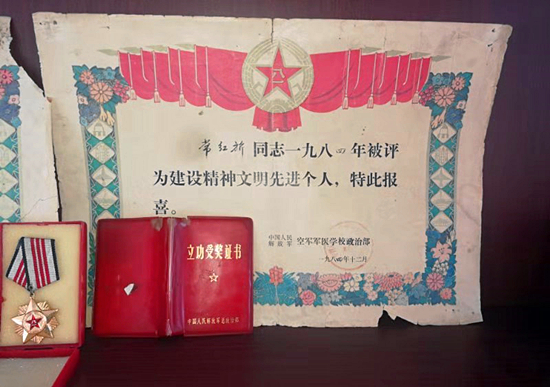 八一
常红桥 同志一九八四年被评
为建设精神文明先进个人，特此报
喜。
中国人民
解放军 空军军医学校政治部
一九八四年十二月
立功受奖证书
中国人民解放军总政治部